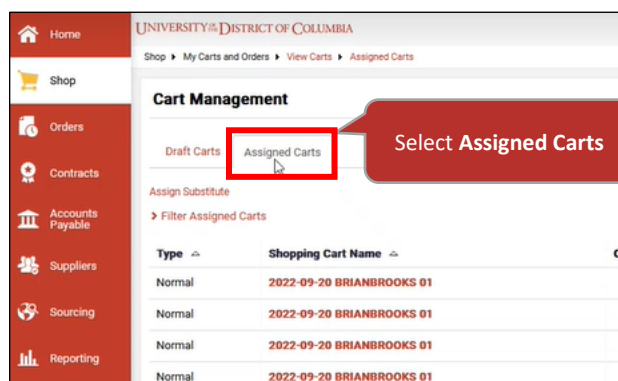 Home
UNIVERSITY OF THE DISTRICT OF COLUMBIA
Shop ▸ My Carts and Orders ▸ View Carts ▸ Assigned Carts
Shop
Cart Management
Orders
Draft Carts Assigned Carts
Select Assigned Carts
Contracts
Assign Substitute
Accounts
Payable
> Filter Assigned Carts
Suppliers
Type Shopping Cart Name
Normal 2022-09-20 BRIANBROOKS 01
Sourcing
Normal 2022-09-20 BRIANBROOKS 01
Normal 2022-09-20 BRIANBROOKS 01
Reporting
Normal 2022-09-20 BRIANBROOKS 01